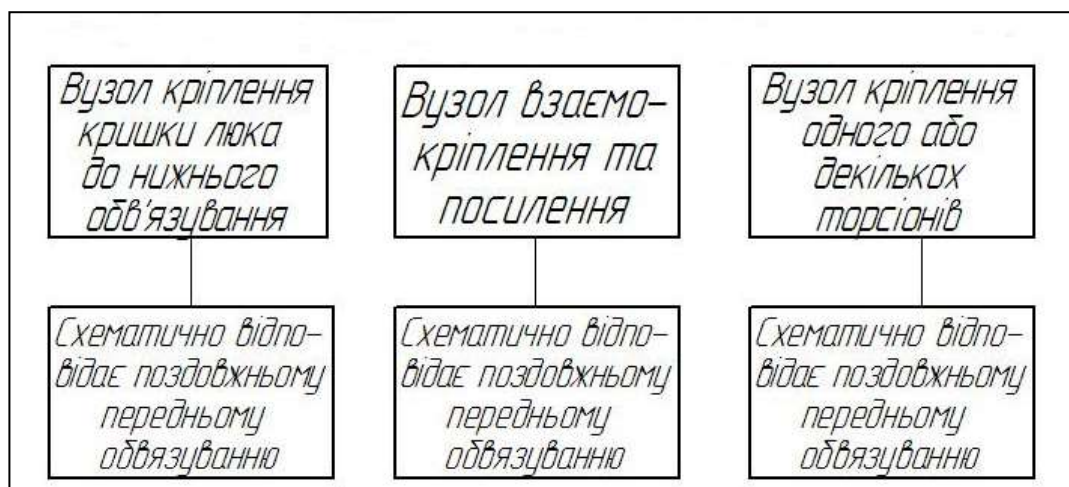 Вузол кріплення
кришки люка
до нижнього
обв'язування
Вузол взаємо-
кріплення та
посилення
Вузол кріплення
одного або
декількох
торсіонів
Схематично відпо-
відає поздовжньому
передньому
обвязуванню
Схематично відпо-
відає поздовжньому
передньому
обвязуванню
Схематично відпо-
відає поздовжньому
передньому
обвязуванню